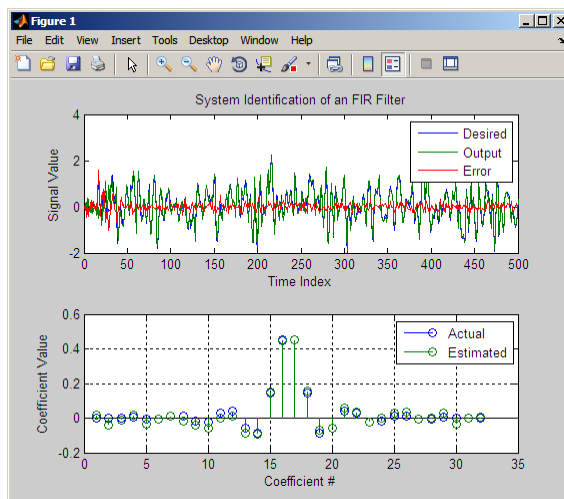 Figure 1
File Edit View Insert Tools Desktop Window Help
System Identification of an FIR Filter
4
2
0
-2
Signal Value
Desired
Output
Error
0 50 100 150 200 250 300 350 400 450 500
Time Index
0.6
0.4
0.2
0
-0.2
Coefficient Value
Actual
Estimated
0 5 10 15 20 25 30 35
Coefficient #